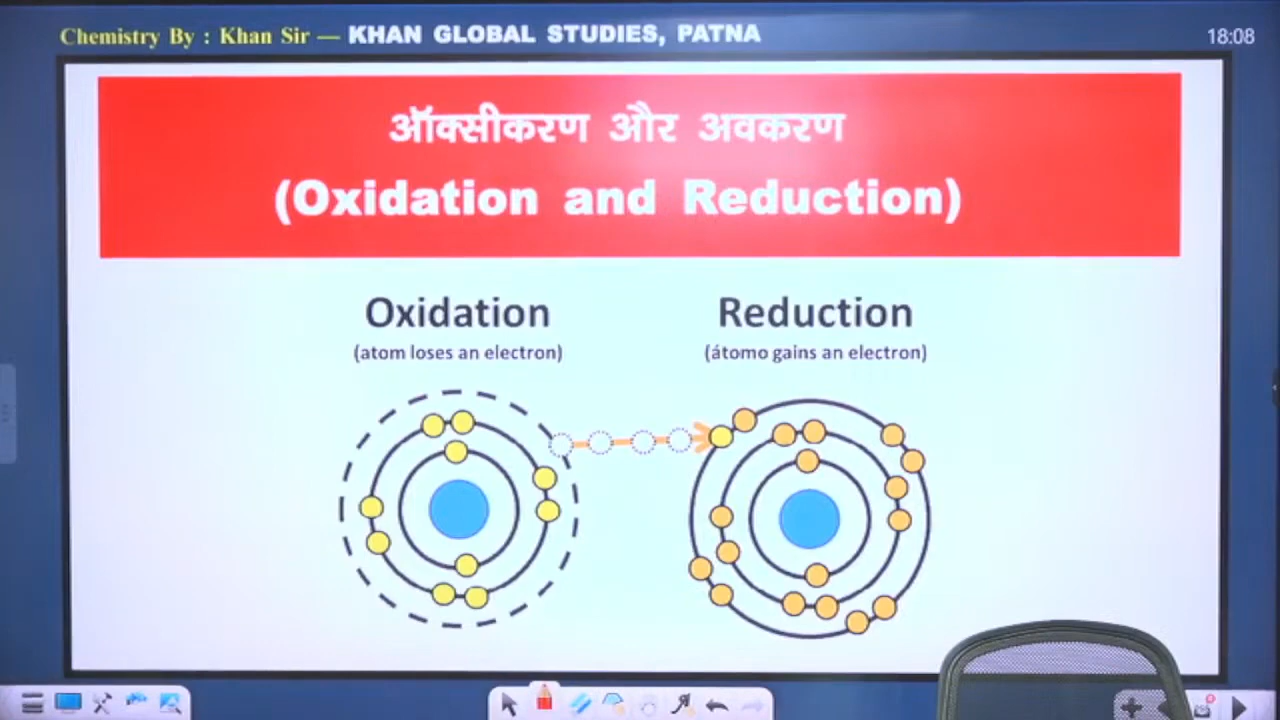 Chemistry By : Khan Sir — KHAN GLOBAL STUDIES, PATNA
18:08
ऑक्सीकरण और अवकरण
(Oxidation and Reduction)
Oxidation
Reduction
(atom loses an electron)
(átomo gains an electron)